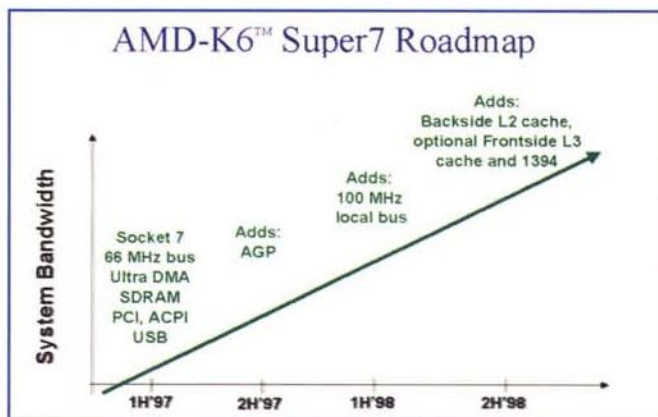 AMD-K6™ Super7 Roadmap
Adds:
Backside L2 cache,
optional Frontside L3
cache and 1394
Adds:
100 MHz
local bus
Adds:
AGP
Socket 7
66 MHz bus
Ultra DMA
SDRAM
PCI, ACPI
USB
System Bandwidth
1H'97
2H'97
1H'98
2H'98